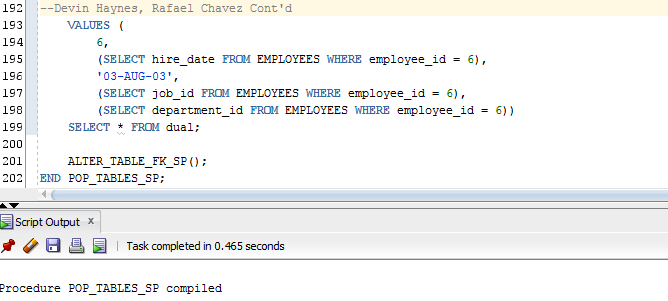 192 --Devin Haynes, Rafael Chavez Cont'd
193 VALUES (
194 6,
195 (SELECT hire_date FROM EMPLOYEES WHERE employee_id = 6),
196 '03-AUG-03',
197 (SELECT job_id FROM EMPLOYEES WHERE employee_id = 6),
198 (SELECT department_id FROM EMPLOYEES WHERE employee_id = 6))
199 SELECT * FROM dual;
200
201 ALTER_TABLE_FK_SP();
202 END POP_TABLES_SP;
Script Output x
Task completed in 0.465 seconds
Procedure POP_TABLES_SP compiled